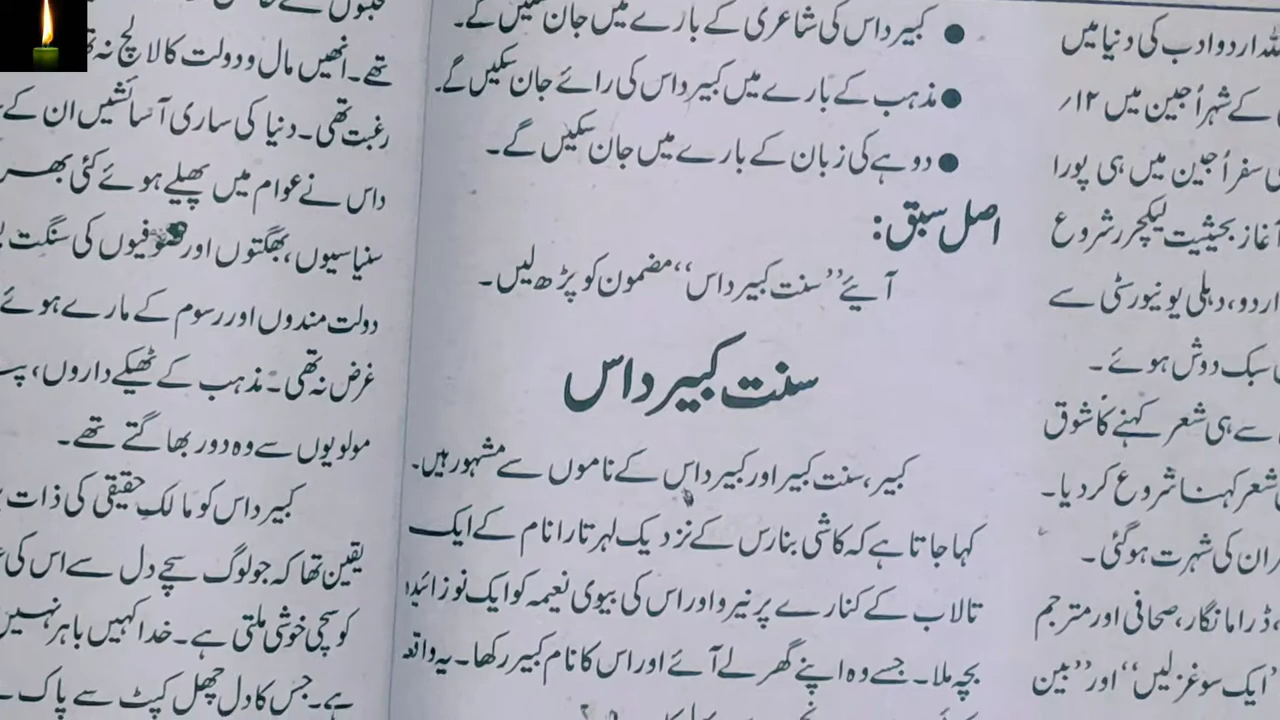 للہ اردو ادب کی دنیا میں
کے شہر اُجین میں ۱۲؍
سفر اُجین میں ہی پورا
آغاز بحیثیت لیکچرر شروع
اردو، دہلی یونیورسٹی سے
سبک دوش ہوئے۔
سے ہی شعر کہنے کا شوق
شعر کہنا شروع کر دیا۔
ان کی شہرت ہوگئی۔
، ڈراما نگار، صحافی اور مترجم
’’ایک سو غزلیں‘‘ اور ’’بین
● کبیر داس کی شاعری کے بارے میں جان سکیں گے۔
● مذہب کے بارے میں کبیر داس کی رائے جان سکیں گے۔
● دوہے کی زبان کے بارے میں جان سکیں گے۔
اصل سبق:
آیئے ’’سنت کبیر داس‘‘ مضمون کو پڑھ لیں۔
سنت کبیر داس
کبیر، سنت کبیر اور کبیر داس کے ناموں سے مشہور ہیں۔
کہا جاتا ہے کہ کاشی بنارس کے نزدیک لہر تارا نام کے ایک
تالاب کے کنارے پر نیرو اور اس کی بیوی نعیمہ کو ایک نوزائیدہ
بچہ ملا۔ جسے وہ اپنے گھر لے آئے اور اس کا نام کبیر رکھا۔ یہ واقعہ
تھے۔ انھیں مال و دولت کا لالچ نہ
رغبت تھی۔ دنیا کی ساری آسائشیں ان کے
داس نے عوام میں پھیلے ہوئے کئی بھر
سنیاسیوں، بھگتوں اور صوفیوں کی سنگت
دولت مندوں اور رسوم کے مارے ہوئے
غرض نہ تھی۔ مذہب کے ٹھیکے داروں،
مولویوں سے وہ دور بھاگتے تھے۔
کبیر داس کو مالکِ حقیقی کی ذات
یقین تھا کہ جو لوگ سچے دل سے اس کی
کو سچی خوشی ملتی ہے۔ خدا کہیں باہر نہیں
ہے۔ جس کا دل چھل کپٹ سے پاک